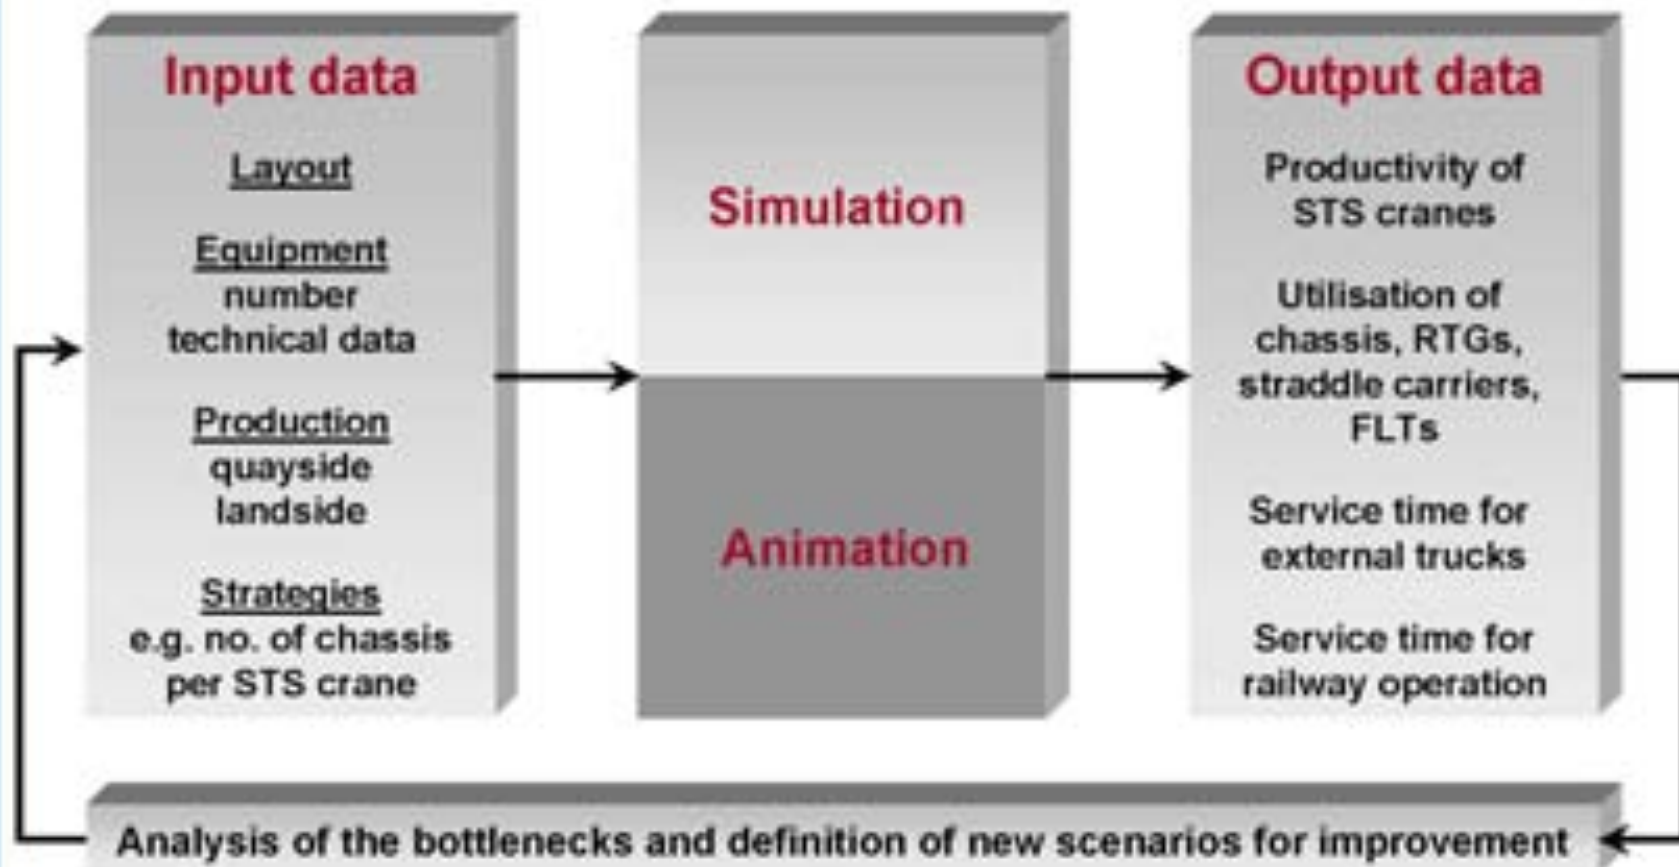 Input data
Layout
Equipment
number
technical data
Production
quayside
landside
Strategies
e.g. no. of chassis
per STS crane
Simulation
Animation
Output data
Productivity of
STS cranes
Utilisation of
chassis, RTGs,
straddle carriers,
FLTs
Service time for
external trucks
Service time for
railway operation
Analysis of the bottlenecks and definition of new scenarios for improvement